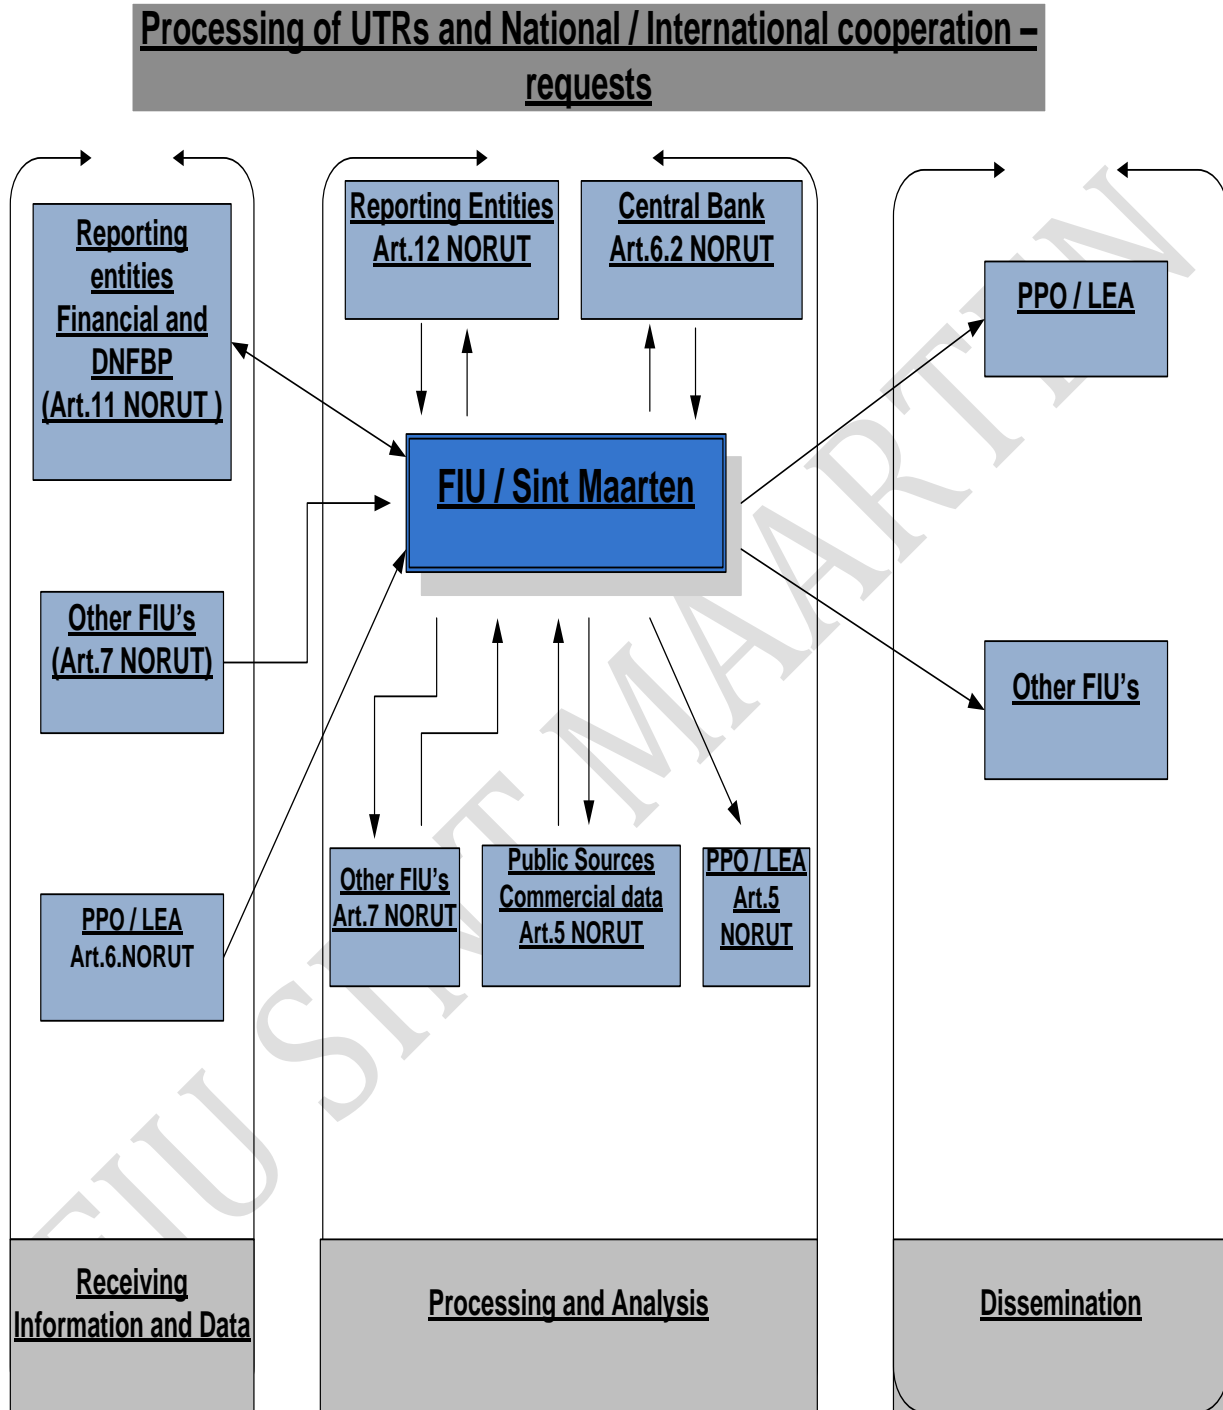 Processing of UTRs and National / International cooperation –
requests
Reporting
entities
Financial and
DNFBP
(Art.11 NORUT )
Other FIU's
(Art.7 NORUT)
PPO / LEA
Art.6.NORUT
Receiving
Information and Data
Reporting Entities
Art.12 NORUT
Central Bank
Art.6.2 NORUT
FIU / Sint Maarten
Other FIU's
Art.7 NORUT
Public Sources
Commercial data
Art.5 NORUT
PPO / LEA
Art.5
NORUT
Processing and Analysis
PPO / LEA
Other FIU's
Dissemination
FIU SINT MAARTEN